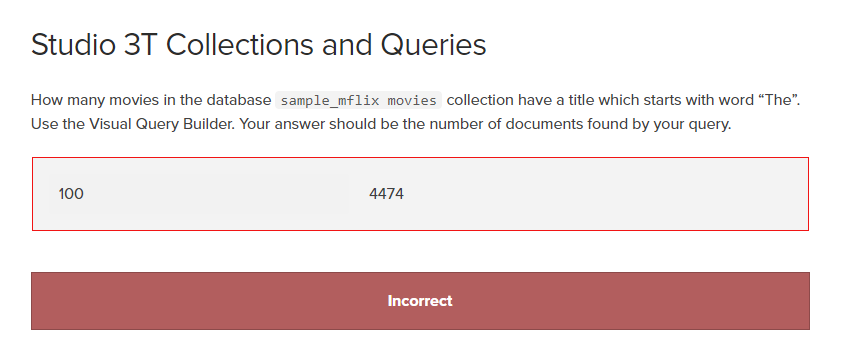 Studio 3T Collections and Queries
How many movies in the database sample_mflix movies collection have a title which starts with word “The”.
Use the Visual Query Builder. Your answer should be the number of documents found by your query.
100 4474
Incorrect